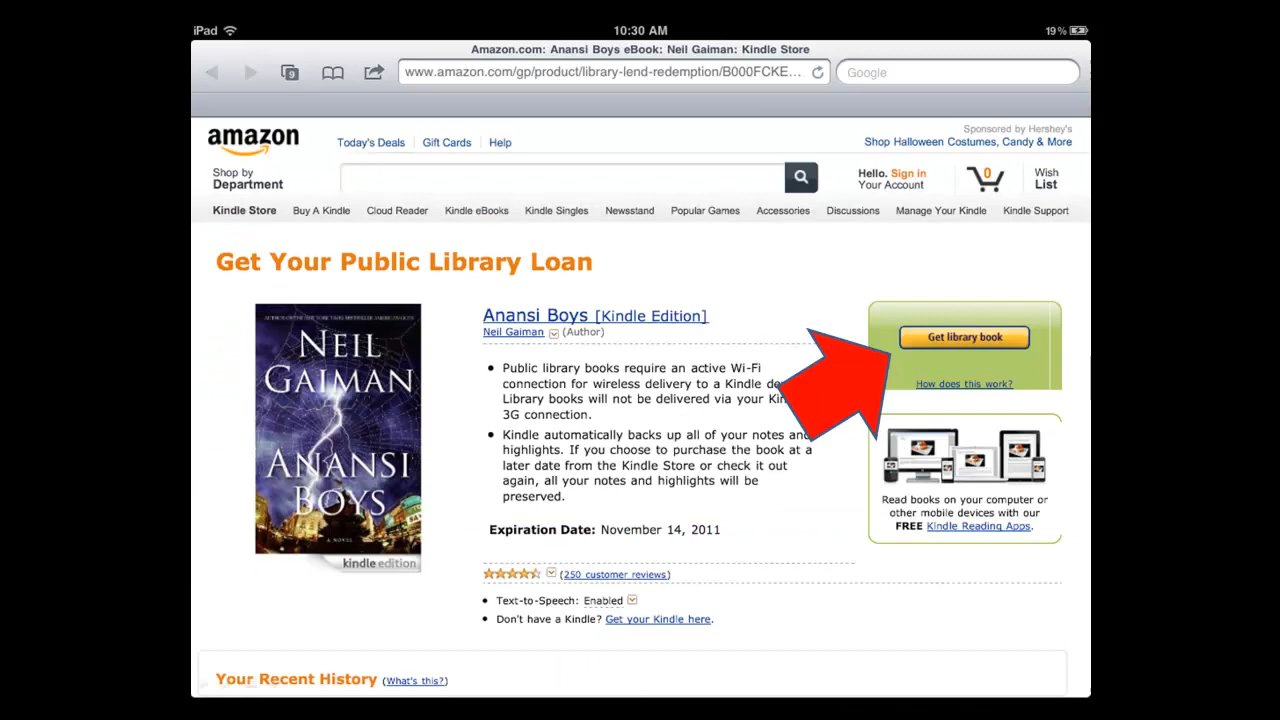 iPad 10:30 AM 19%
Amazon.com: Anansi Boys eBook: Neil Gaiman: Kindle Store
9 www.amazon.com/gp/product/library-lend-redemption/B000FCKE... Google
amazon
Today's Deals Gift Cards Help
Sponsored by Hershey's
Shop Halloween Costumes, Candy & More
Shop by
Department
Hello. Sign in
Your Account
0
Wish
List
Kindle Store Buy A Kindle Cloud Reader Kindle eBooks Kindle Singles Newsstand Popular Games Accessories Discussions Manage Your Kindle Kindle Support
Get Your Public Library Loan
NEIL
GAIMAN
ANANSI
BOYS
A NOVEL
kindle edition
Anansi Boys [Kindle Edition]
Neil Gaiman (Author)
• Public library books require an active Wi-Fi
connection for wireless delivery to a Kindle
Library books will not be delivered via your
3G connection.
• Kindle automatically backs up all of your notes and
highlights. If you choose to purchase the book at a
later date from the Kindle Store or check it out
again, all your notes and highlights will be
preserved.
Expiration Date: November 14, 2011
(250 customer reviews)
• Text-to-Speech: Enabled
• Don't have a Kindle? Get your Kindle here.
Get library book
How does this work?
Read books on your computer or
other mobile devices with our
FREE Kindle Reading Apps.
Your Recent History (What's this?)